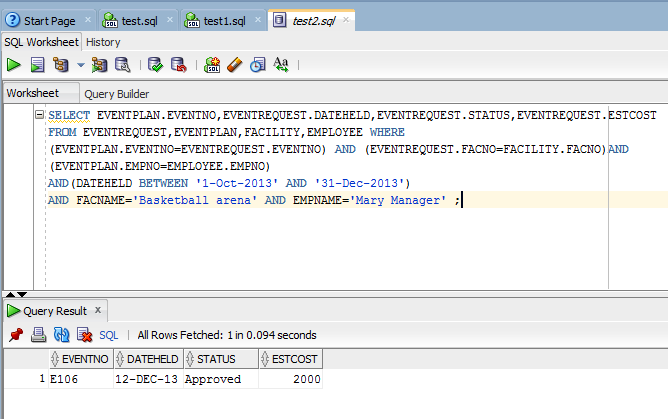 Start Page test.sql test1.sql test2.sql
SQL Worksheet History
Worksheet Query Builder
SELECT EVENTPLAN.EVENTNO,EVENTREQUEST.DATEHELD,EVENTREQUEST.STATUS,EVENTREQUEST.ESTCOST
FROM EVENTREQUEST,EVENTPLAN,FACILITY,EMPLOYEE WHERE
(EVENTPLAN.EVENTNO=EVENTREQUEST.EVENTNO) AND (EVENTREQUEST.FACNO=FACILITY.FACNO)AND
(EVENTPLAN.EMPNO=EMPLOYEE.EMPNO)
AND(DATEHELD BETWEEN '1-Oct-2013' AND '31-Dec-2013')
AND FACNAME='Basketball arena' AND EMPNAME='Mary Manager' ;
Query Result x
SQL | All Rows Fetched: 1 in 0.094 seconds
EVENTNO DATEHELD STATUS ESTCOST
1 E106 12-DEC-13 Approved 2000